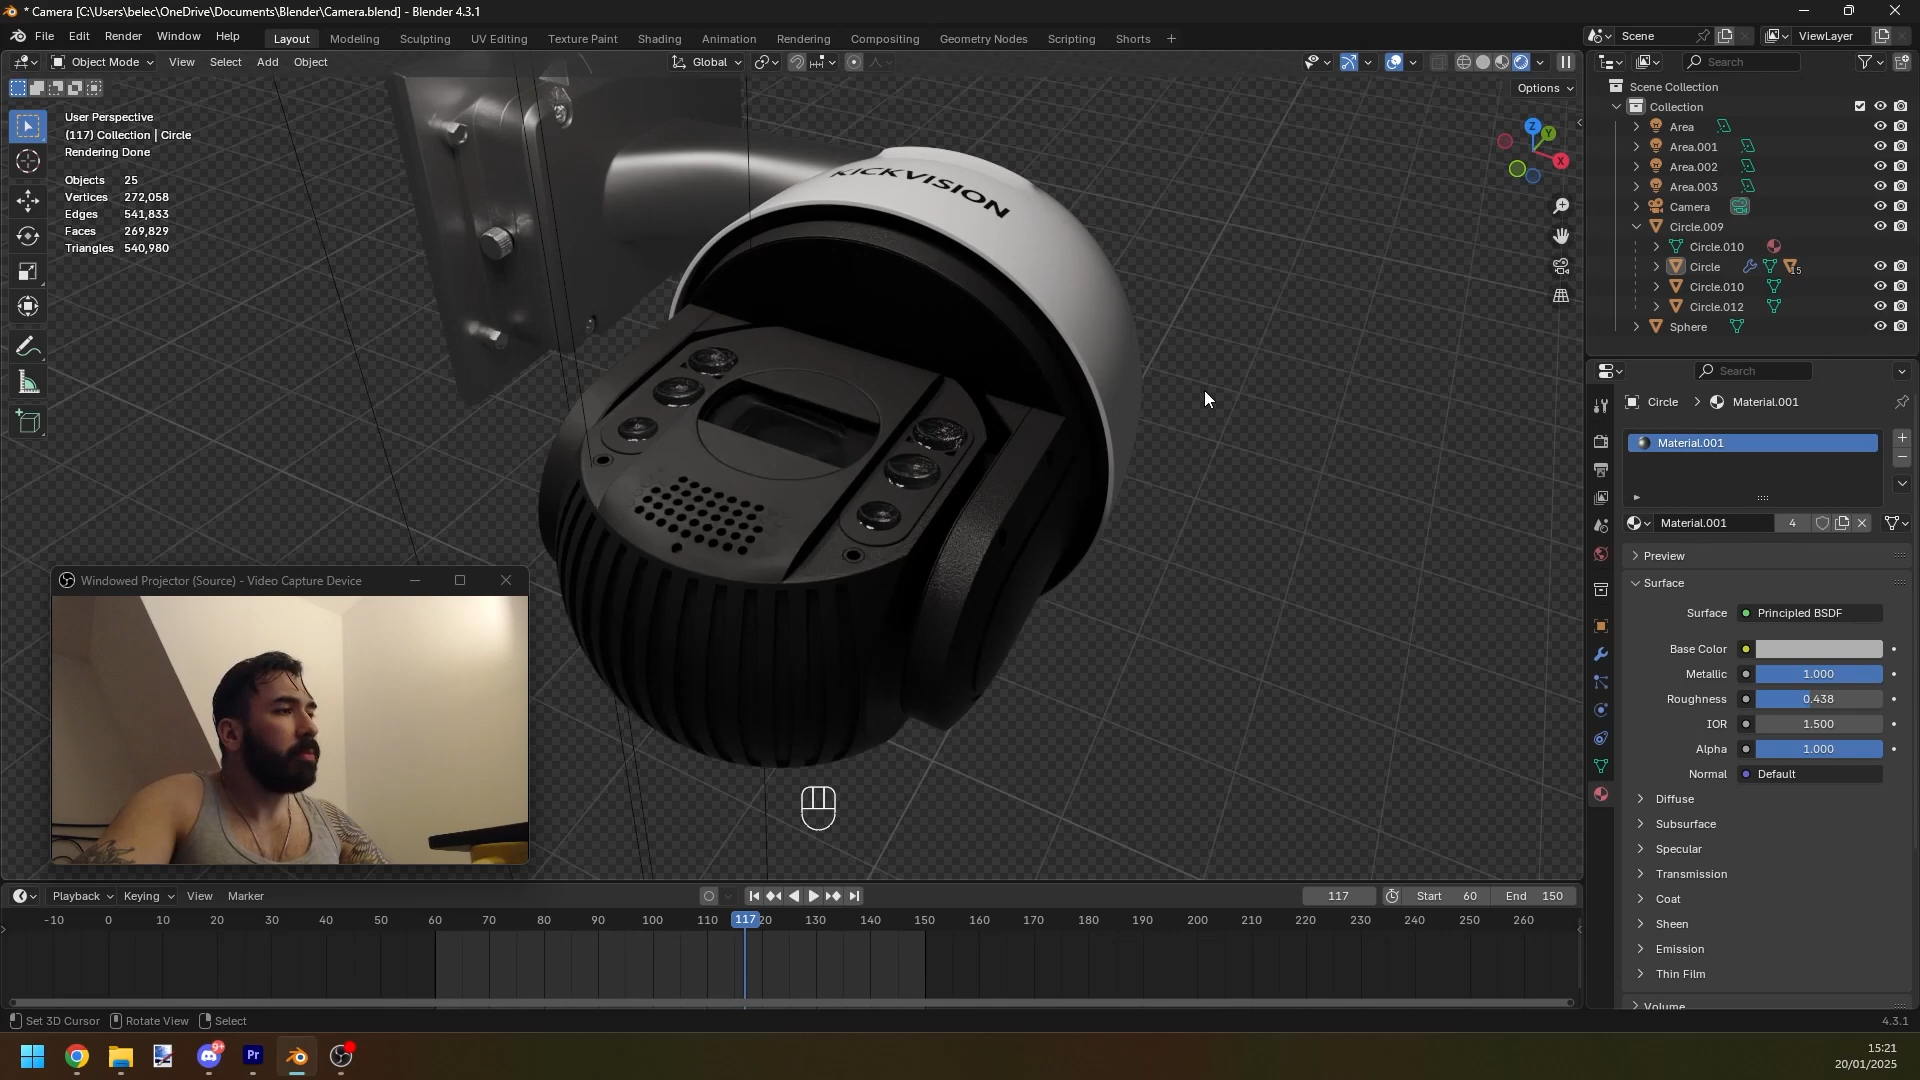 * Camera [C:\Users\belec\OneDrive\Documents\Blender\Camera.blend] - Blender 4.3.1
File Edit Render Window Help
Layout Modeling Sculpting UV Editing Texture Paint Shading Animation Rendering Compositing Geometry Nodes Scripting Shorts +
Scene
ViewLayer
Object Mode View Select Add Object
Global
Options
User Perspective
(117) Collection | Circle
Rendering Done
Objects 25
Vertices 272,058
Edges 541,833
Faces 269,829
Triangles 540,980
KICKVISION
Z
Y
X
Search
Scene Collection
Collection
Area
Area.001
Area.002
Area.003
Camera
Circle.009
Circle.010
Circle
15
Circle.010
Circle.012
Sphere
Search
Circle > Material.001
Material.001
Material.001 4
Preview
Surface
Surface Principled BSDF
Base Color
Metallic 1.000
Roughness 0.438
IOR 1.500
Alpha 1.000
Normal Default
Diffuse
Subsurface
Specular
Transmission
Coat
Sheen
Emission
Thin Film
Volume
Windowed Projector (Source) - Video Capture Device
Playback Keying View Marker
117 Start 60 End 150
-10 0 10 20 30 40 50 60 70 80 90 100 110 117 20 130 140 150 160 170 180 190 200 210 220 230 240 250 260
Set 3D Cursor Rotate View Select
4.3.1
9+
Pr
15:21
20/01/2025